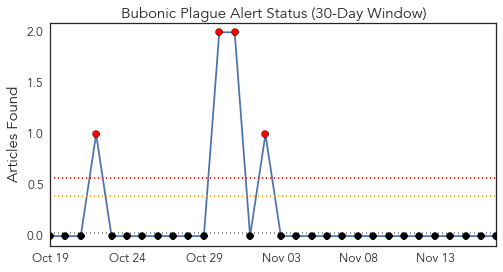 Bubonic Plague Alert Status (30-Day Window)
Articles Found
2.0
1.5
1.0
0.5
0.0
Oct 19 Oct 24 Oct 29 Nov 03 Nov 08 Nov 13